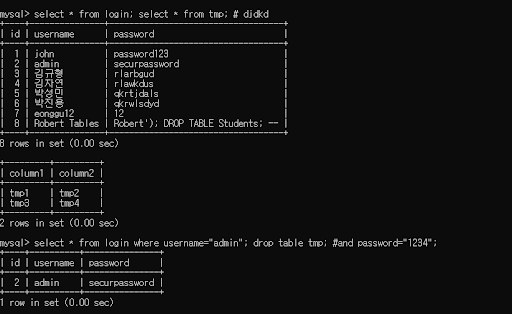 mysql> select * from login; select * from tmp; # djdkd
+----+---------------+----------------------------------+
| id | username | password |
+----+---------------+----------------------------------+
| 1 | john | password123
| 2 | admin | securpassword
| 3 | 김규형 | rlarbgud
| 4 | 김자연 | rlawkdus
| 5 | 박성민 | qkrtjdals
| 6 | 박진용 | qkrwlsdyd
| 7 | eonggu12 | 12
| 8 | Robert Tables | Robert'); DROP TABLE Students; --
+----+---------------+----------------------------------+
8 rows in set (0.00 sec)
+---------+---------+
| column1 | column2 |
+---------+---------+
| tmp1 | tmp2 |
| tmp3 | tmp4 |
+---------+---------+
2 rows in set (0.00 sec)
mysql> select * from login where username="admin"; drop table tmp; #and password="1234";
+----+----------+---------------+
| id | username | password |
+----+----------+---------------+
| 2 | admin | securpassword |
+----+----------+---------------+
1 row in set (0.00 sec)